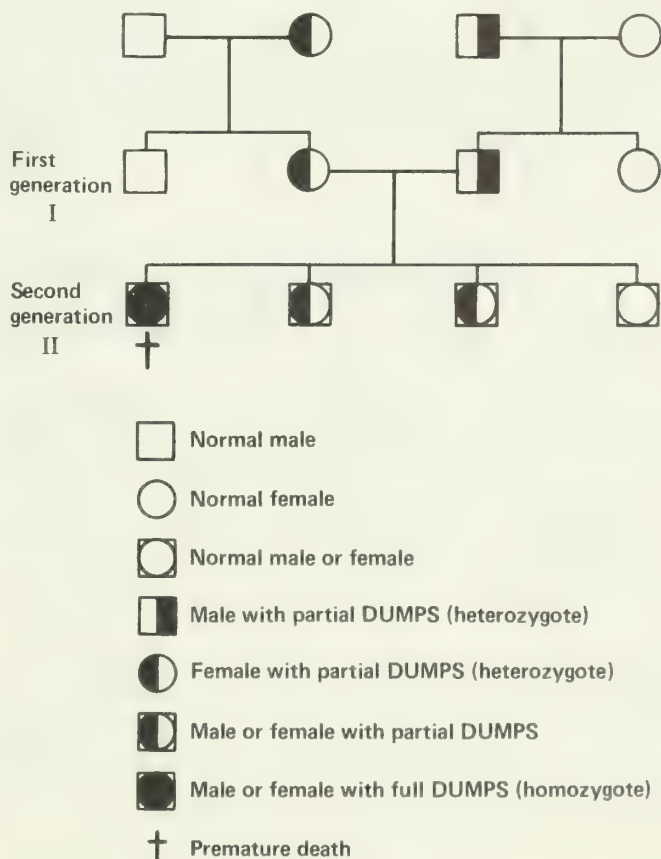 First
generation
I
Second
generation
II
Normal male
Normal female
Normal male or female
Male with partial DUMPS (heterozygote)
Female with partial DUMPS (heterozygote)
Male or female with partial DUMPS
Male or female with full DUMPS (homozygote)
Premature death